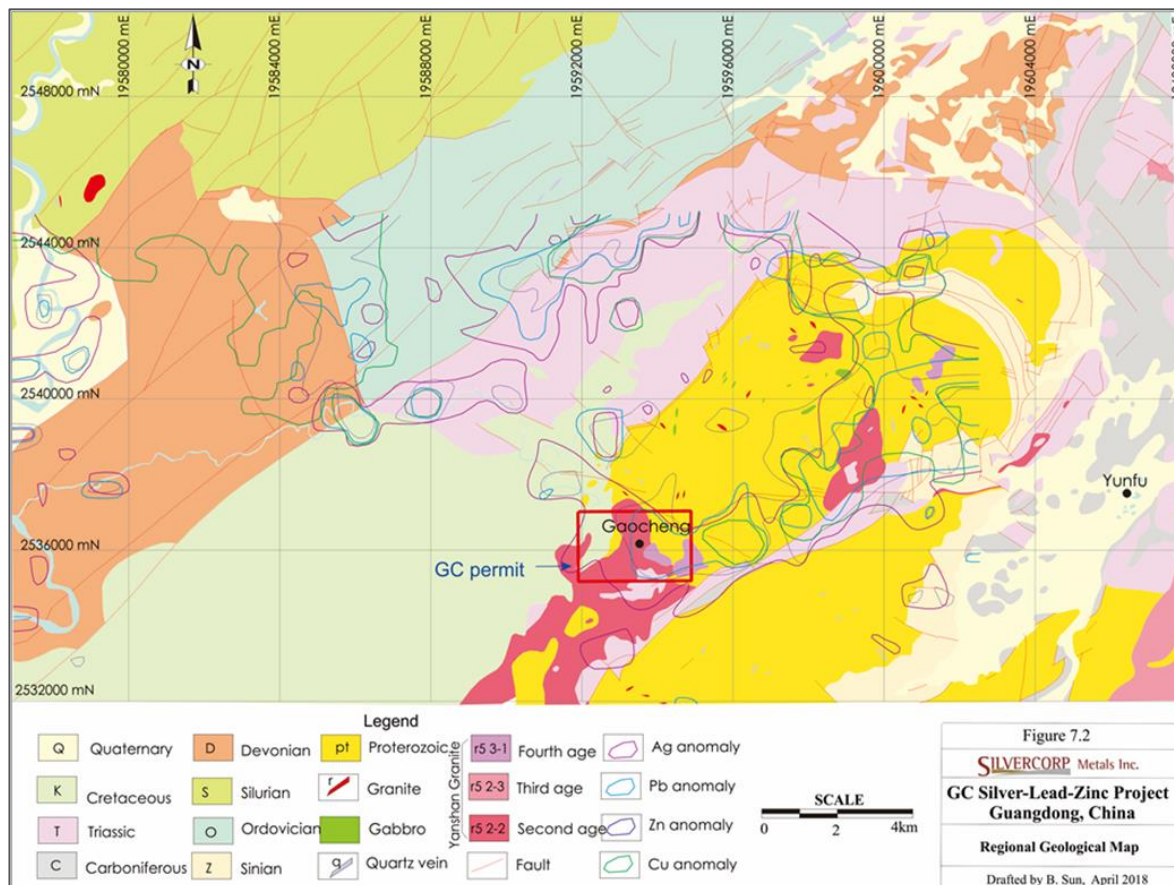 19580000 mE
19584000 mE
19588000 mE
19592000 mE
19596000 mE
19600000 mE
19604000 mE
N
2548000 mN
2544000 mN
2540000 mN
2536000 mN
2532000 mN
Yunfu
Gaocheng
GC permit
Legend
Q Quaternary
K Cretaceous
T Triassic
C Carboniferous
D Devonian
S Silurian
O Ordovician
Z Sinian
pt Proterozoic
r Granite
Gabbro
q Quartz vein
Yanshan Granite
r5 3-1 Fourth age
r5 2-3 Third age
r5 2-2 Second age
Fault
Ag anomaly
Pb anomaly
Zn anomaly
Cu anomaly
SCALE
0 2 4km
Figure 7.2
SILVERCORP Metals Inc.
GC Silver-Lead-Zinc Project
Guangdong, China
Regional Geological Map
Drafted by B. Sun, April 2018